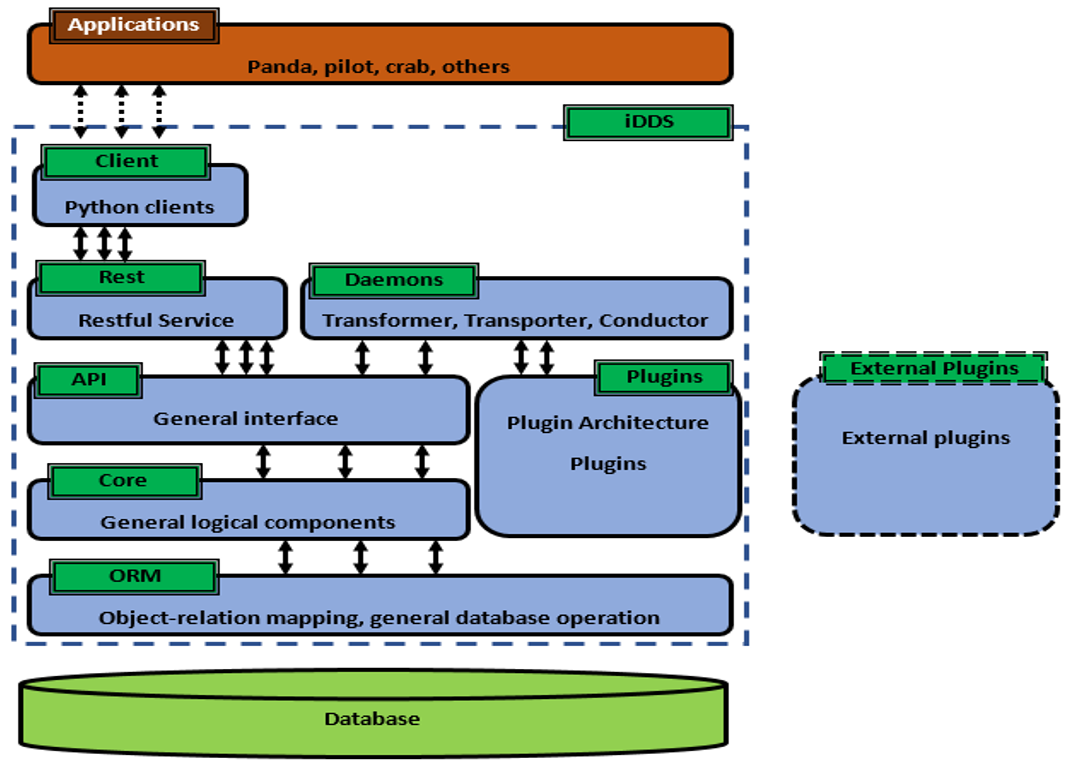 Applications
Panda, pilot, crab, others
iDDS
Client
Python clients
Rest
Restful Service
Daemons
Transformer, Transporter, Conductor
API
General interface
Plugins
Plugin Architecture
Plugins
External Plugins
External plugins
Core
General logical components
ORM
Object-relation mapping, general database operation
Database